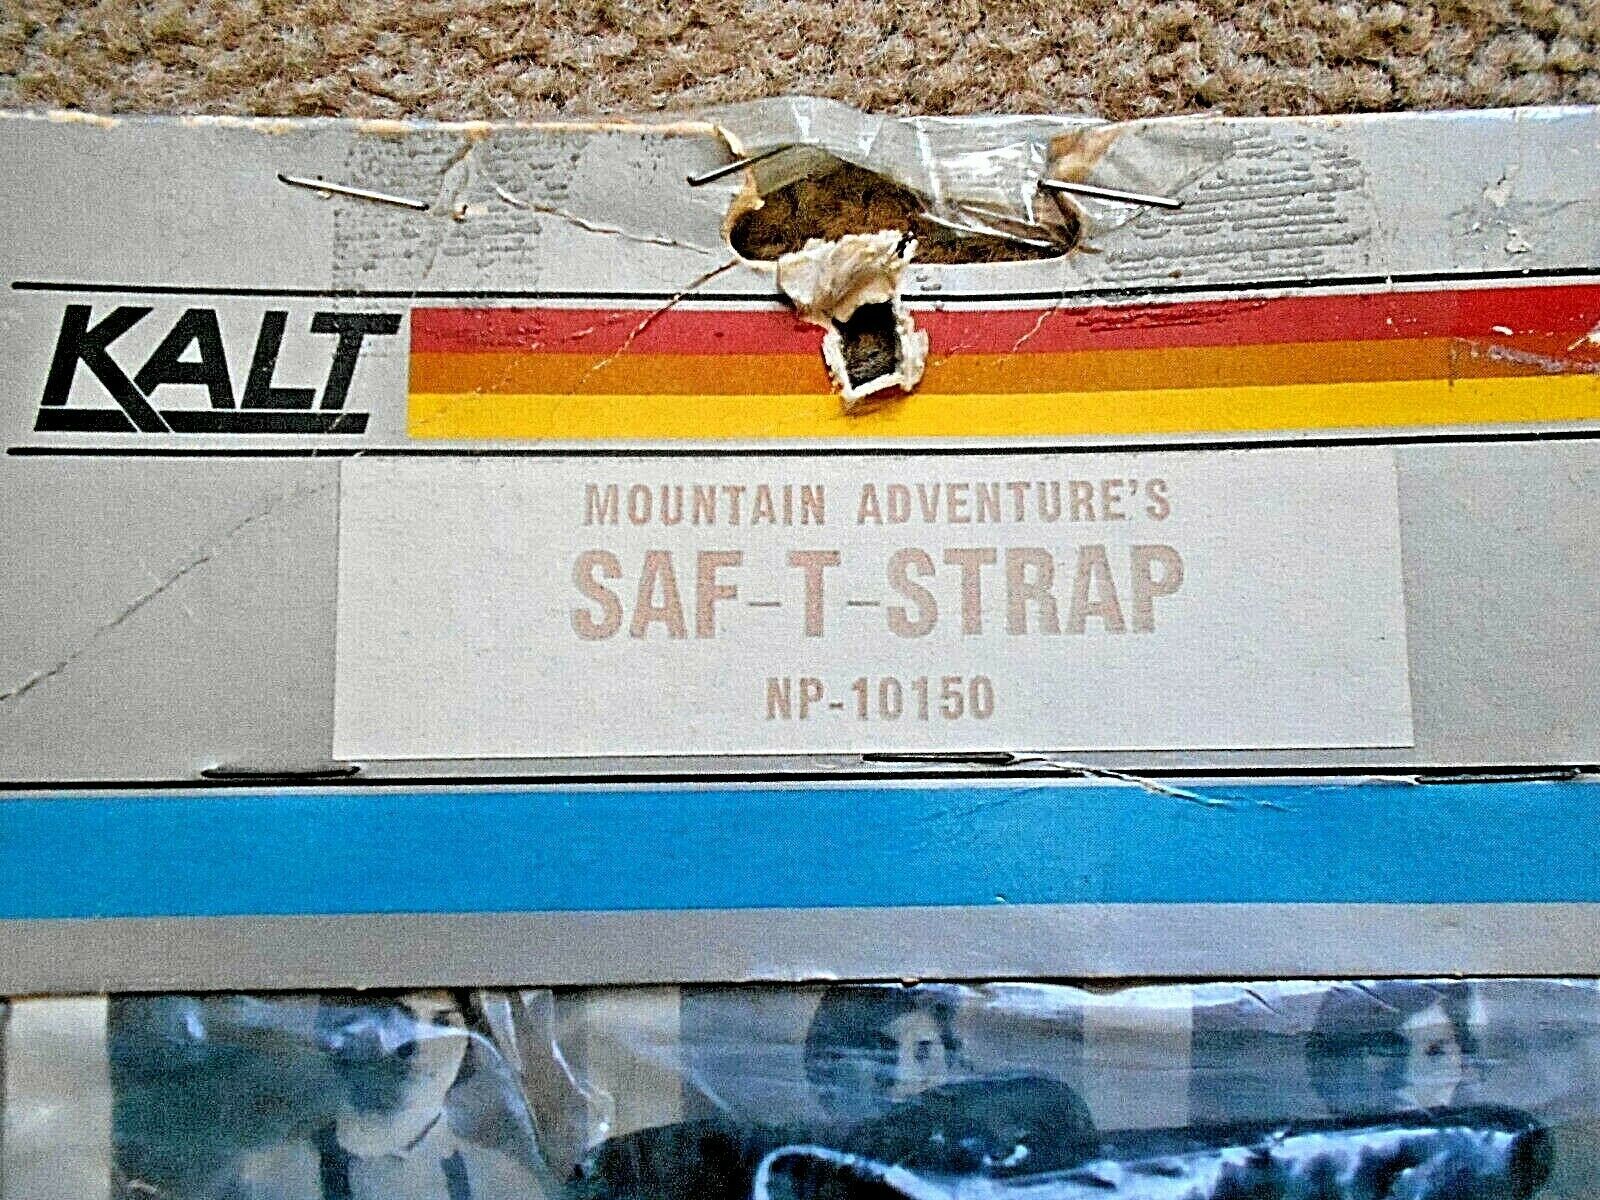 KALT
MOUNTAIN ADVENTURE'S
SAF-T-STRAP
NP-10150